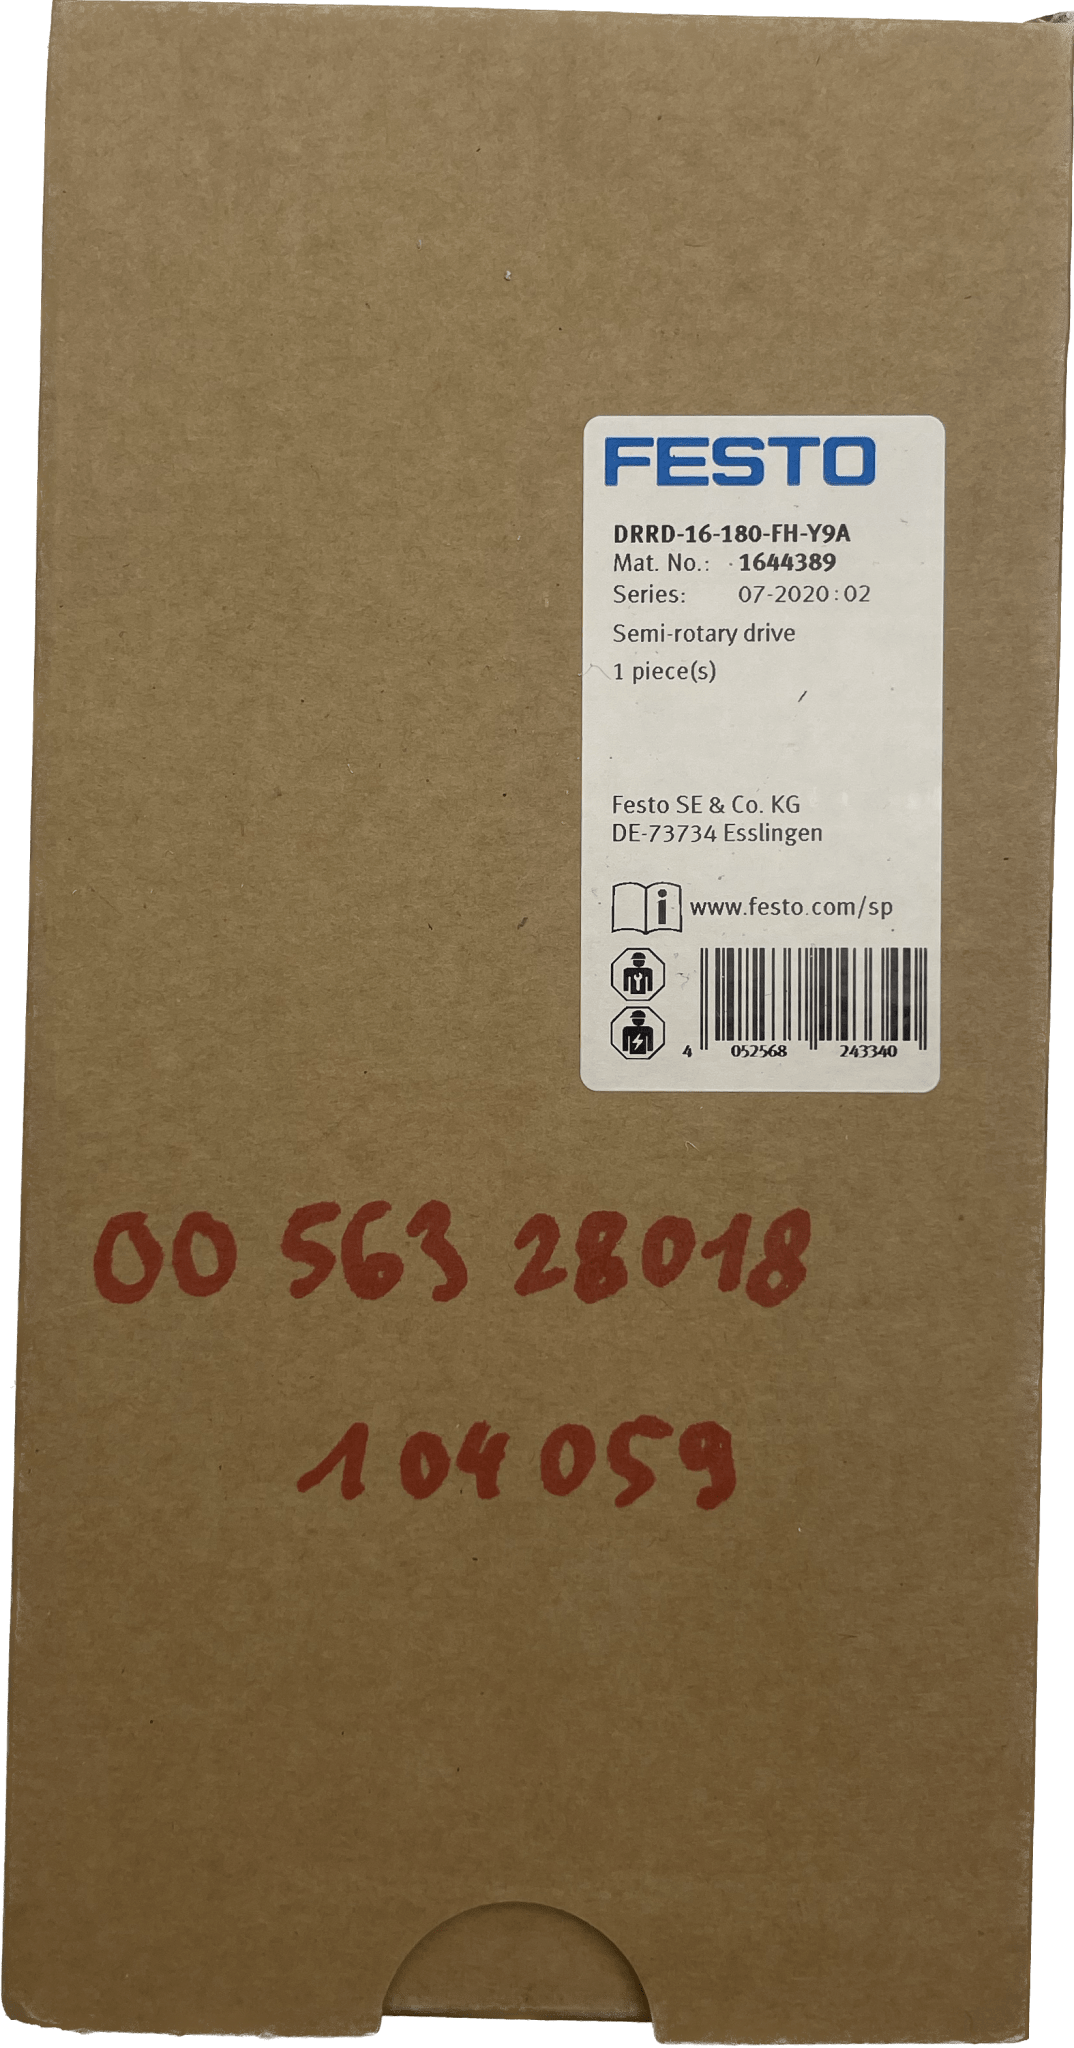 FESTO
DRRD-16-180-FH-Y9A
Mat. No.: 1644389
Series: 07-2020:02
Semi-rotary drive
1 piece(s)
Festo SE & Co. KG
DE-73734 Esslingen
i www.festo.com/sp
4 052568 243340
00 563 28018
104059